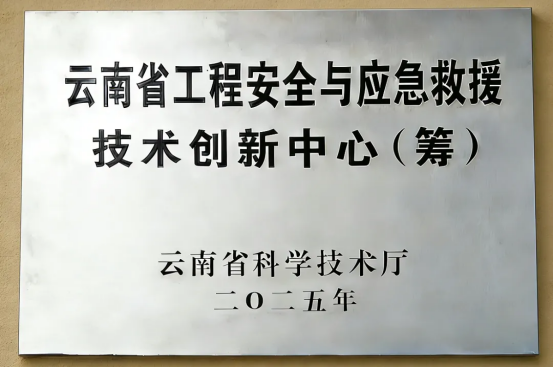 云南省工程安全与应急救援
技术创新中心（筹）
云南省科学技术厅
二〇二五年